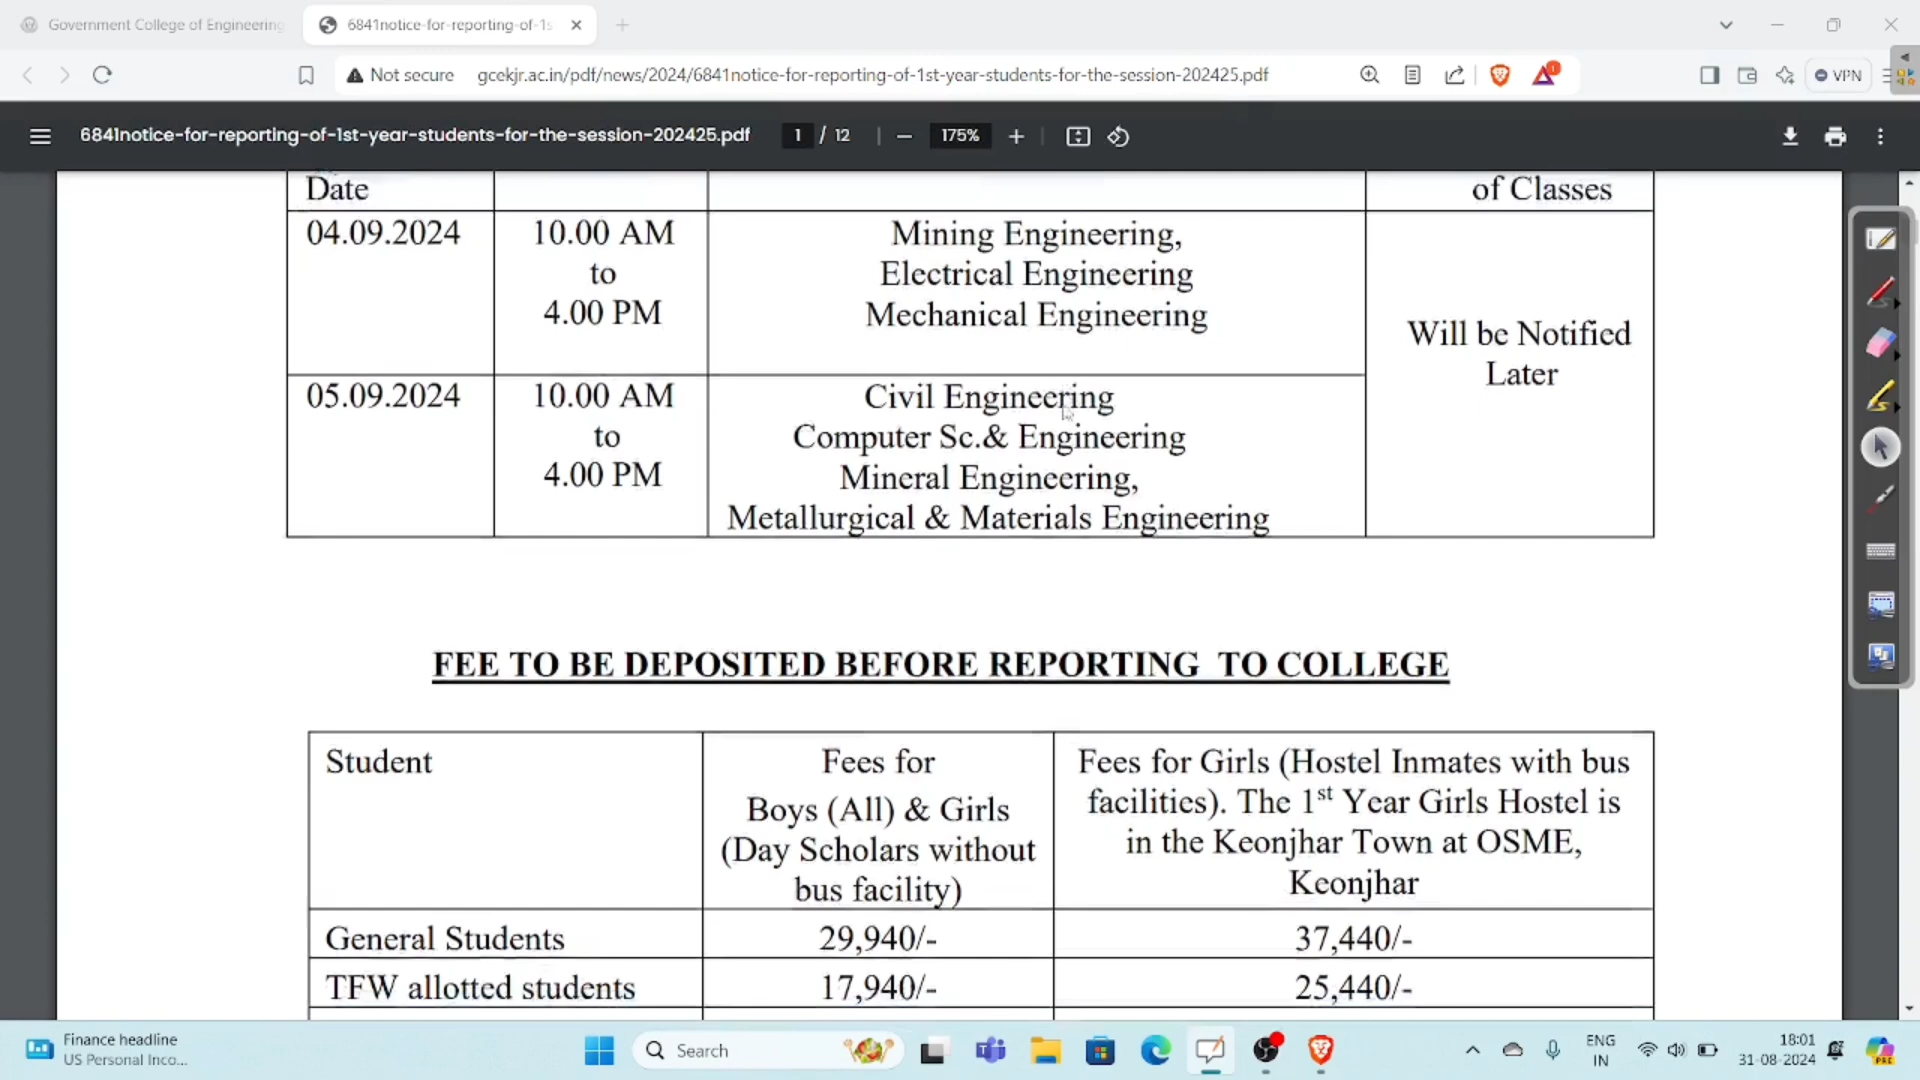 Government College of Engineering
6841notice-for-reporting-of-1s
Not secure
gcekjr.ac.in/pdf/news/2024/6841notice-for-reporting-of-1st-year-students-for-the-session-202425.pdf
1
VPN
6841notice-for-reporting-of-1st-year-students-for-the-session-202425.pdf
1 / 12
175%
Date
of Classes
04.09.2024
10.00 AM
to
4.00 PM
Mining Engineering,
Electrical Engineering
Mechanical Engineering
Will be Notified
Later
05.09.2024
10.00 AM
to
4.00 PM
Civil Engineering
Computer Sc.& Engineering
Mineral Engineering,
Metallurgical & Materials Engineering
FEE TO BE DEPOSITED BEFORE REPORTING TO COLLEGE
Student
Fees for
Boys (All) & Girls
(Day Scholars without
bus facility)
Fees for Girls (Hostel Inmates with bus
facilities). The 1st Year Girls Hostel is
in the Keonjhar Town at OSME,
Keonjhar
General Students
29,940/-
37,440/-
TFW allotted students
17,940/-
25,440/-
Finance headline
US Personal Inco...
Search
ENG
IN
18:01
31-08-2024
PRE